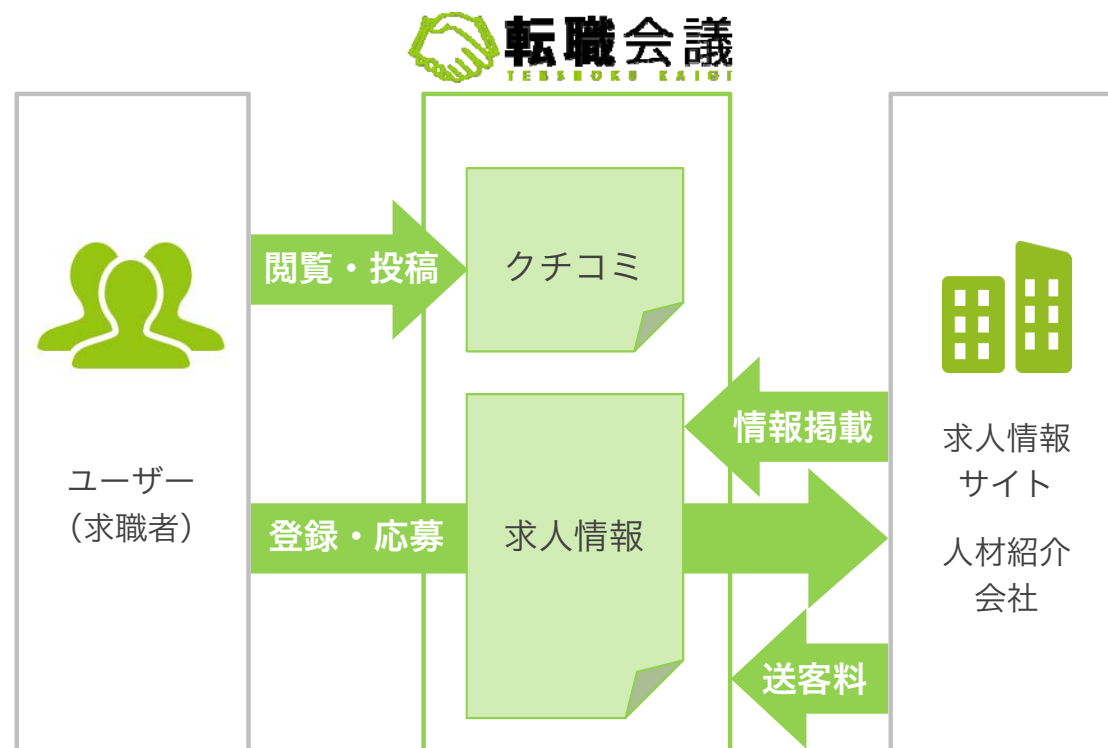 転職会議
TENSHOKU KAIGI
閲覧・投稿
クチコミ
情報掲載
求人情報
サイト
人材紹介
会社
ユーザー
（求職者）
登録・応募
求人情報
送客料